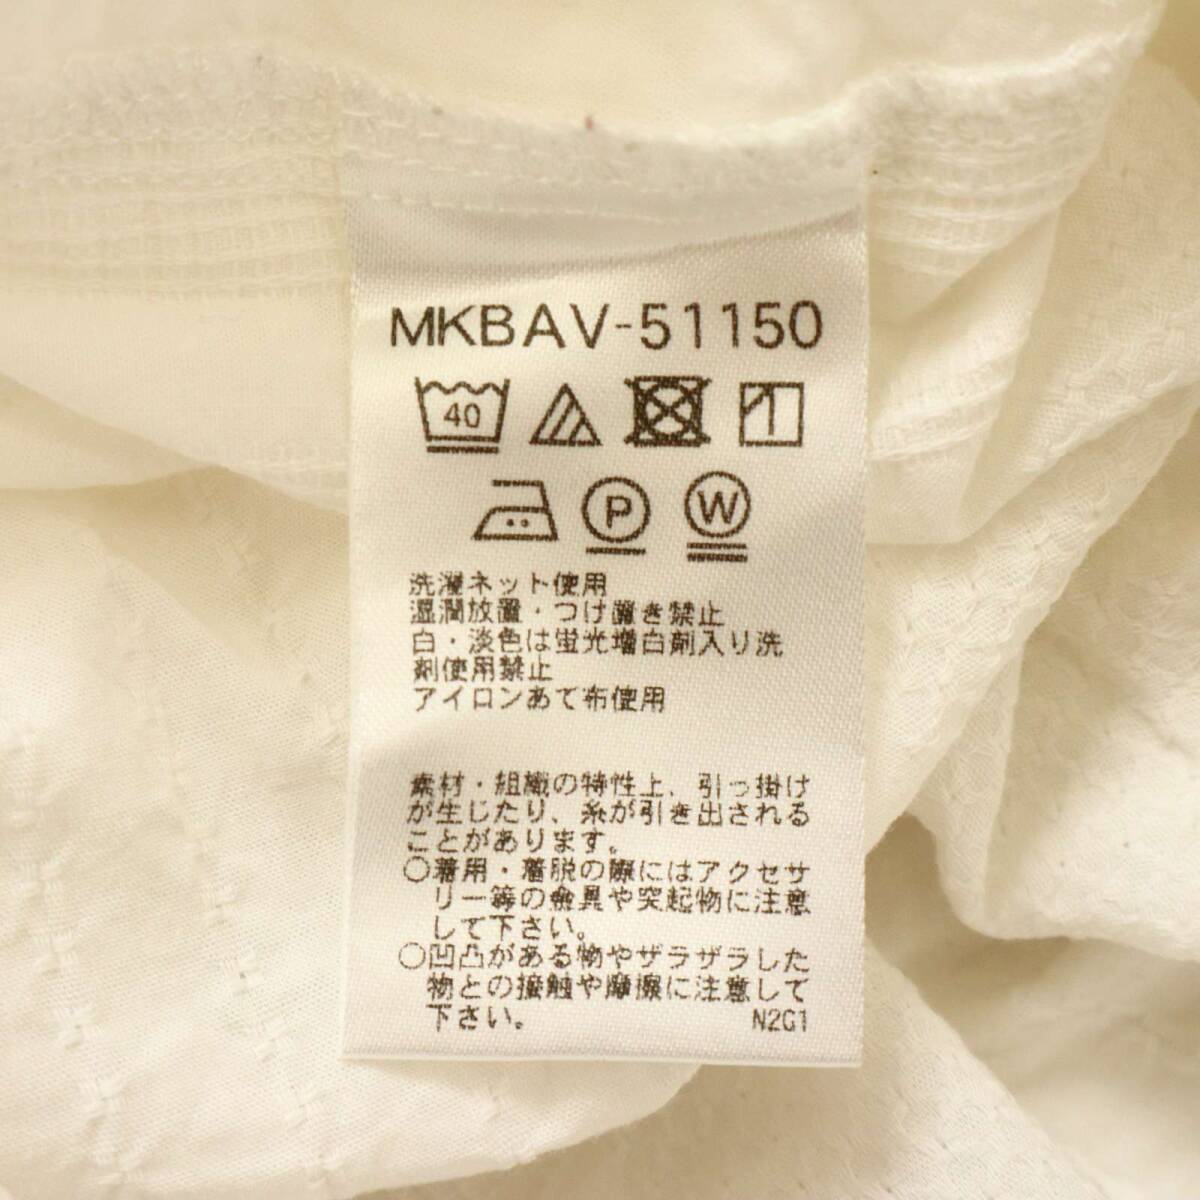 MKBAV-51150
40
P W
洗濯ネット使用
湿潤放置・つけ置き禁止
白・淡色は蛍光増白剤入り洗
剤使用禁止
アイロンあて布使用
素材・組織の特性上、引っ掛け
が生じたり、糸が引き出される
ことがあります。
○着用・着脱の際にはアクセサ
リー等の金具や突起物に注意
して下さい。
○凹凸がある物やザラザラした
物との接触や摩擦に注意して
下さい。 N2G1